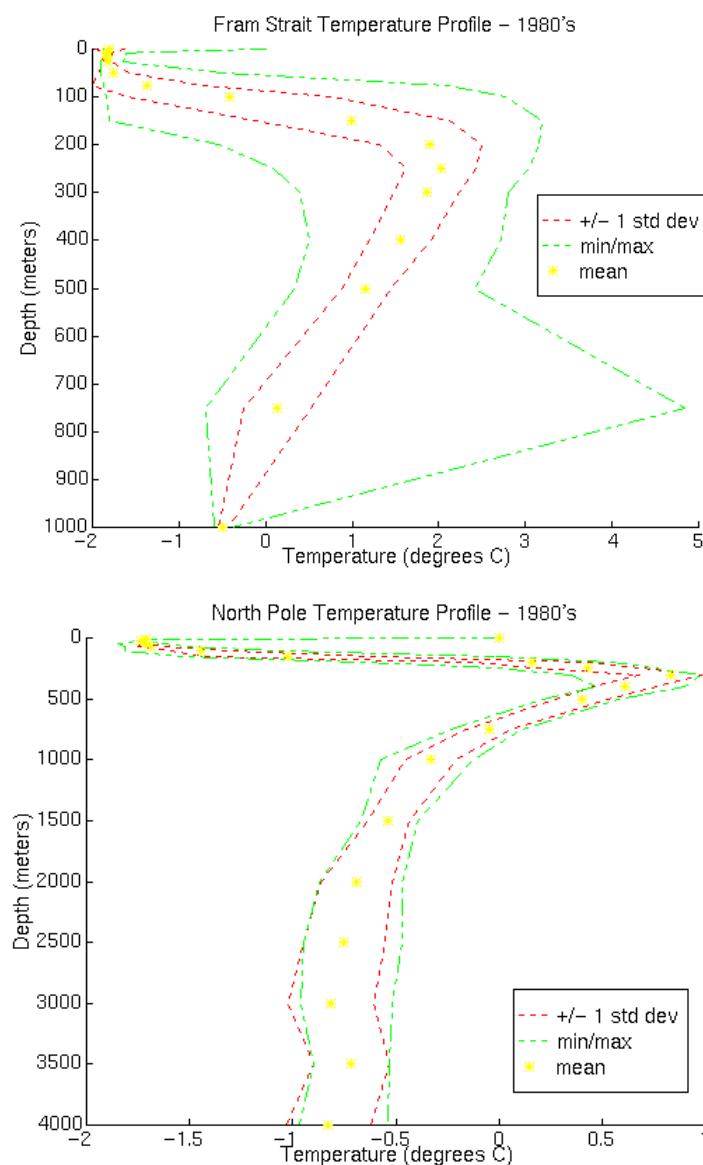 Fram Strait Temperature Profile – 1980's
0
100
200
300
400
500
600
700
800
900
1000
Depth (meters)
+/– 1 std dev
min/max
mean
-2 -1 0 1 2 3 4 5
Temperature (degrees C)
North Pole Temperature Profile – 1980's
0
500
1000
1500
2000
2500
3000
3500
4000
Depth (meters)
+/– 1 std dev
min/max
mean
-2 -1.5 -1 -0.5 0 0.5 1
Temperature (degrees C)